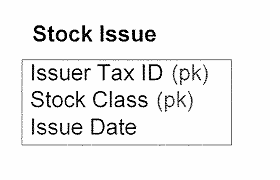 Stock Issue
Issuer Tax ID (pk)
Stock Class (pk)
Issue Date